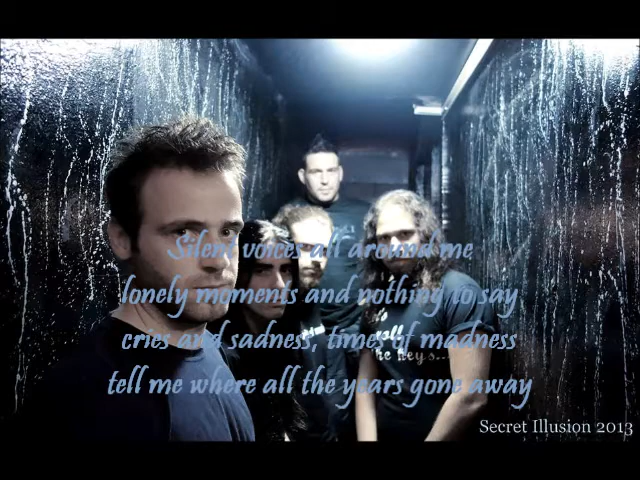 Silent voices all around me
lonely moments and nothing to say
cries and sadness, times of madness
tell me where all the years gone away
Secret Illusion 2013